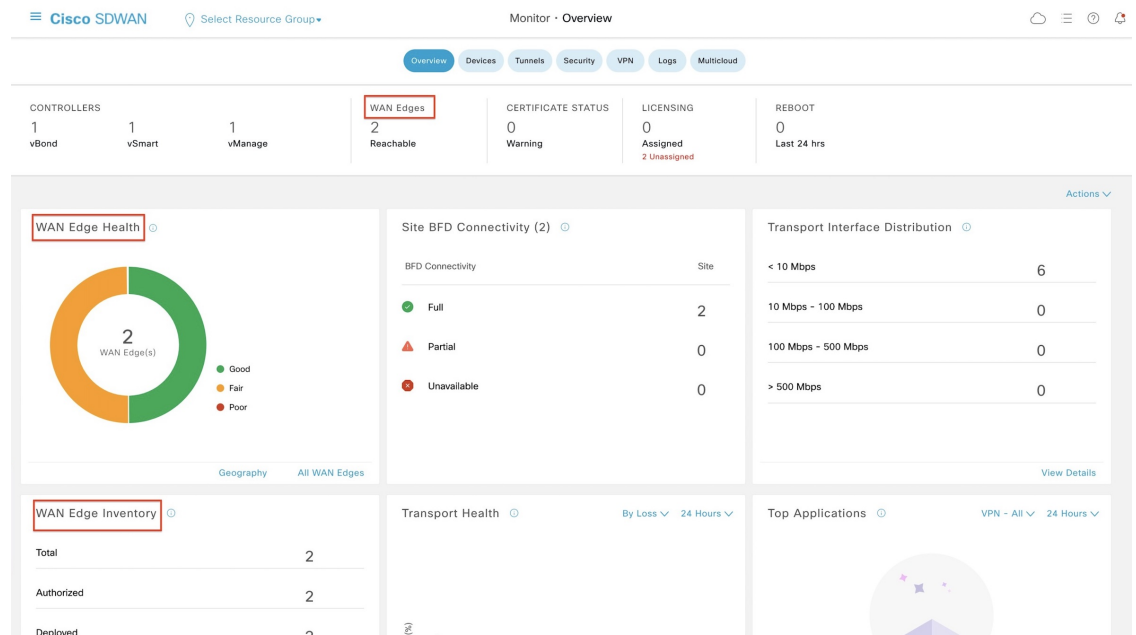 Cisco SDWAN
Select Resource Group▾
Monitor · Overview
Overview
Devices
Tunnels
Security
VPN
Logs
Multicloud
CONTROLLERS
1
vBond
1
vSmart
1
vManage
WAN Edges
2
Reachable
CERTIFICATE STATUS
0
Warning
LICENSING
0
Assigned
2 Unassigned
REBOOT
0
Last 24 hrs
Actions
WAN Edge Health
2
WAN Edge(s)
Good
Fair
Poor
Geography
All WAN Edges
Site BFD Connectivity (2)
BFD Connectivity Site
Full 2
Partial 0
Unavailable 0
Transport Interface Distribution
< 10 Mbps 6
10 Mbps - 100 Mbps 0
100 Mbps - 500 Mbps 0
> 500 Mbps 0
View Details
WAN Edge Inventory
Total 2
Authorized 2
Deployed 2
Transport Health
By Loss
24 Hours
(%)
Top Applications
VPN - All
24 Hours